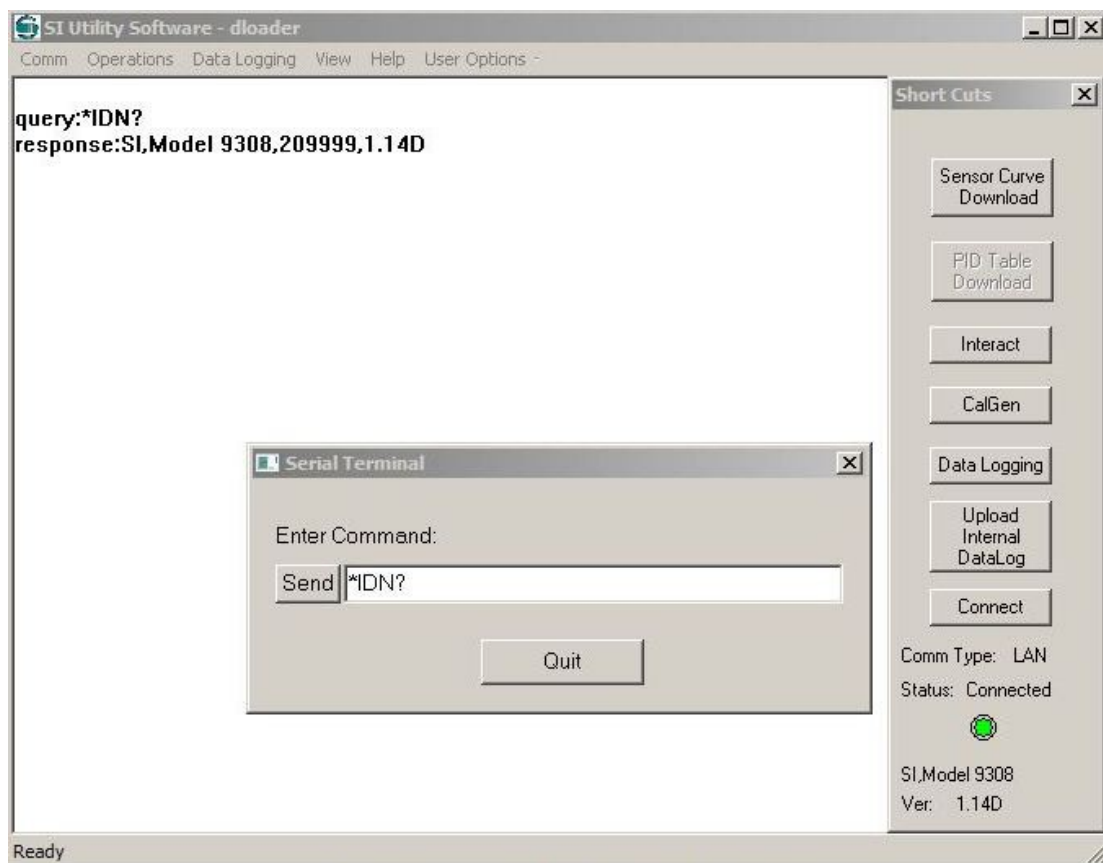 SI Utility Software - dloader
Comm Operations Data Logging View Help User Options -
query:*IDN?
response:SI,Model 9308,209999,1.14D
Short Cuts
Sensor Curve
Download
PID Table
Download
Interact
CalGen
Data Logging
Upload
Internal
DataLog
Connect
Comm Type: LAN
Status: Connected
SI,Model 9308
Ver: 1.14D
Serial Terminal
Enter Command:
Send *IDN?
Quit
Ready